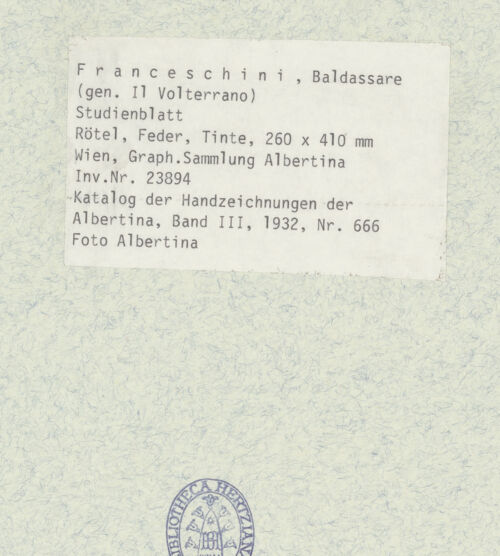 F r a n c e s c h i n i , Baldassare
(gen. Il Volterrano)
Studienblatt
Rötel, Feder, Tinte, 260 x 410 mm
Wien, Graph.Sammlung Albertina
Inv.Nr. 23894
Katalog der Handzeichnungen der
Albertina, Band III, 1932, Nr. 666
Foto Albertina
BIBLIOTHECA HERTZIANA